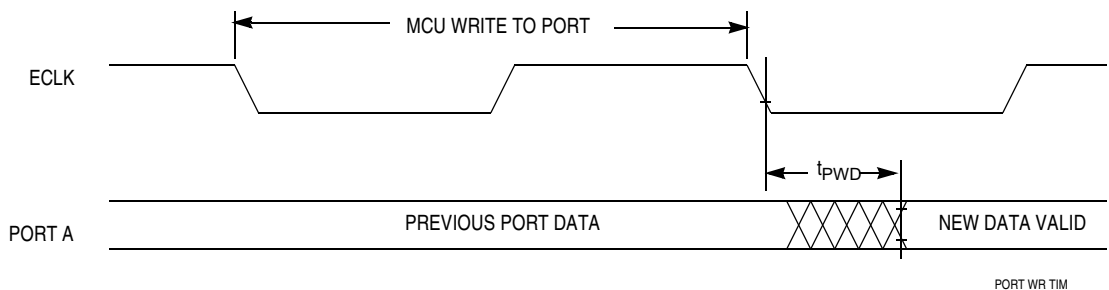 MCU WRITE TO PORT
ECLK
tPWD
PREVIOUS PORT DATA
NEW DATA VALID
PORT A
PORT WR TIM